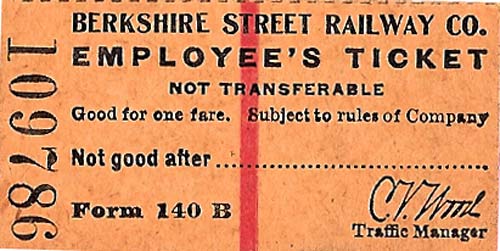 BERKSHIRE STREET RAILWAY CO.
EMPLOYEE'S TICKET
NOT TRANSFERABLE
Good for one fare. Subject to rules of Company
Not good after ........................................
Form 140 B
C.V. Wood
Traffic Manager
109786